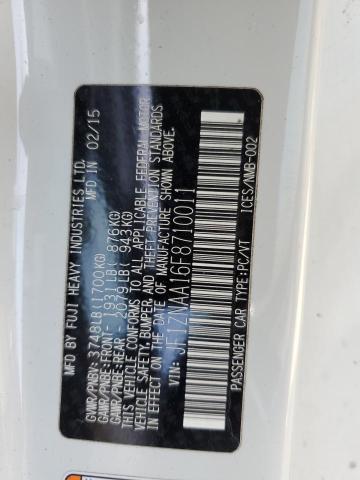 MFD BY FUJI HEAVY INDUSTRIES LTD.
MFD IN 02/15
GVWR/PNBV: 3748LB(1700KG)
GAWR/PNBE:FRONT- 1931LB( 876KG)
GAWR/PNBE:REAR - 2079LB( 943KG)
THIS VEHICLE CONFORMS TO ALL APPLICABLE FEDERAL MOTOR
VEHICLE SAFETY,BUMPER,AND THEFT PREVENTION STANDARDS
IN EFFECT ON THE DATE OF MANUFACTURE SHOWN ABOVE.
VIN: JF1ZNAA16F8710011
PASSENGER CAR TYPE:PC/VT
ICES/NMB-002